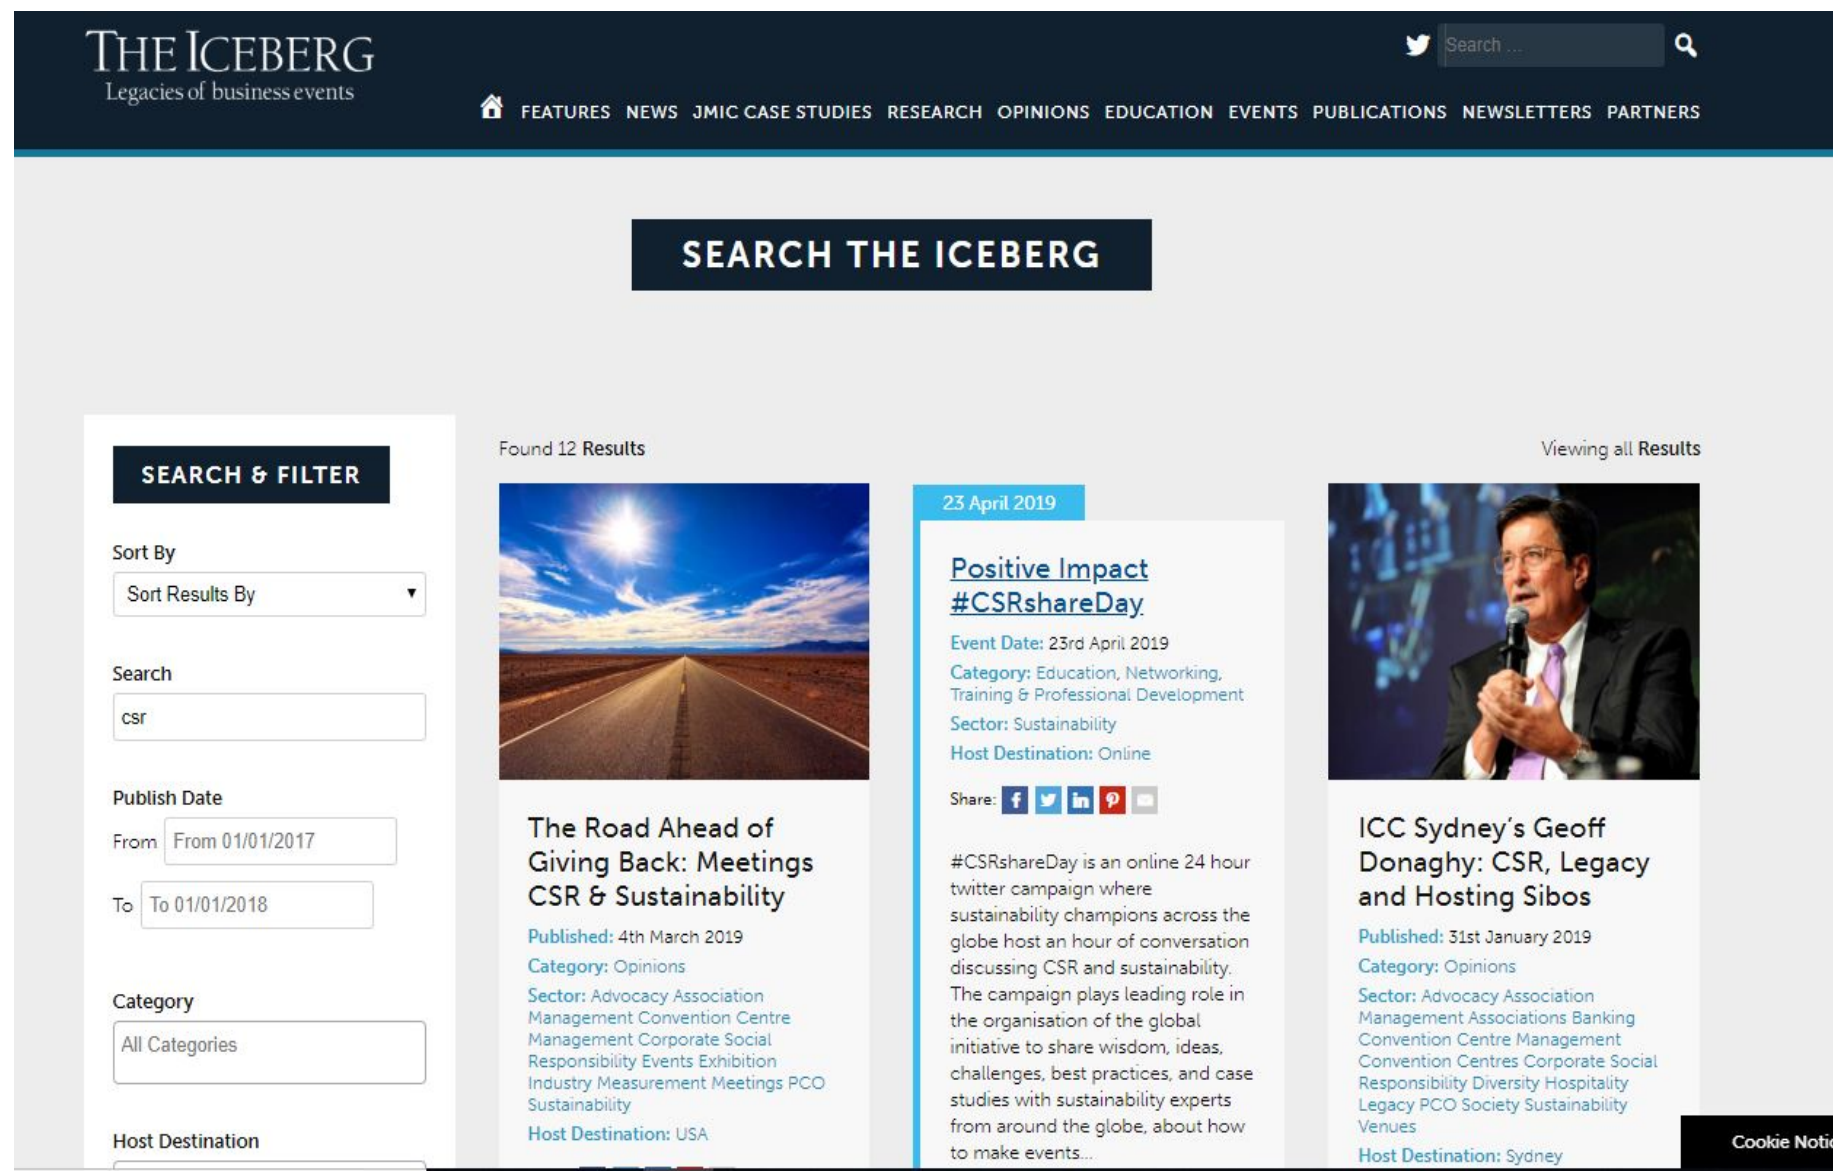 THE ICEBERG
Legacies of business events
Search ...
FEATURES NEWS JMIC CASE STUDIES RESEARCH OPINIONS EDUCATION EVENTS PUBLICATIONS NEWSLETTERS PARTNERS
SEARCH THE ICEBERG
SEARCH & FILTER
Sort By
Sort Results By
Search
csr
Publish Date
From From 01/01/2017
To To 01/01/2018
Category
All Categories
Host Destination
Found 12 Results
Viewing all Results
The Road Ahead of
Giving Back: Meetings
CSR & Sustainability
Published: 4th March 2019
Category: Opinions
Sector: Advocacy Association
Management Convention Centre
Management Corporate Social
Responsibility Events Exhibition
Industry Measurement Meetings PCO
Sustainability
Host Destination: USA
23 April 2019
Positive Impact
#CSRshareDay
Event Date: 23rd April 2019
Category: Education, Networking,
Training & Professional Development
Sector: Sustainability
Host Destination: Online
Share:
#CSRshareDay is an online 24 hour
twitter campaign where
sustainability champions across the
globe host an hour of conversation
discussing CSR and sustainability.
The campaign plays leading role in
the organisation of the global
initiative to share wisdom, ideas,
challenges, best practices, and case
studies with sustainability experts
from around the globe, about how
to make events...
ICC Sydney's Geoff
Donaghy: CSR, Legacy
and Hosting Sibos
Published: 31st January 2019
Category: Opinions
Sector: Advocacy Association
Management Associations Banking
Convention Centre Management
Convention Centres Corporate Social
Responsibility Diversity Hospitality
Legacy PCO Society Sustainability
Venues
Host Destination: Sydney
Cookie Notic